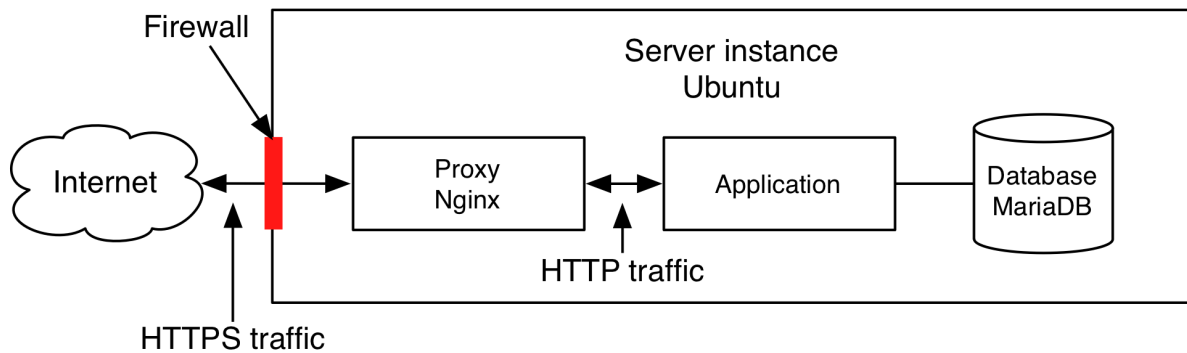 Firewall
Server instance
Ubuntu
Internet
Proxy
Nginx
Application
Database
MariaDB
HTTP traffic
HTTPS traffic